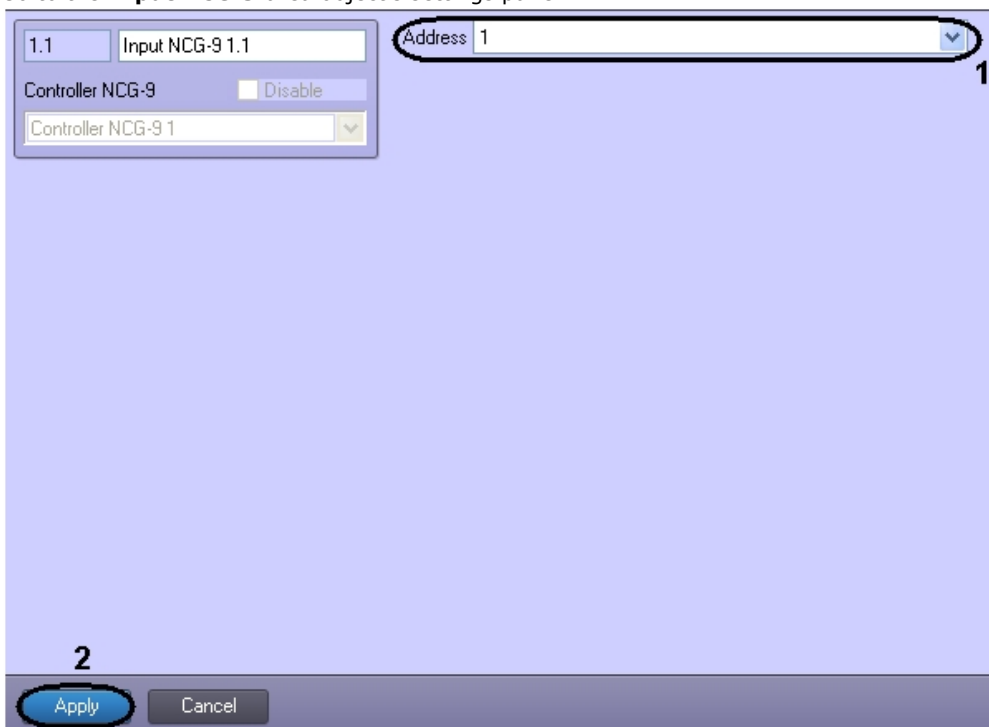 1.1
Input NCG-9 1.1
Address 1
1
Controller NCG-9
Disable
Controller NCG-9 1
2
Apply
Cancel